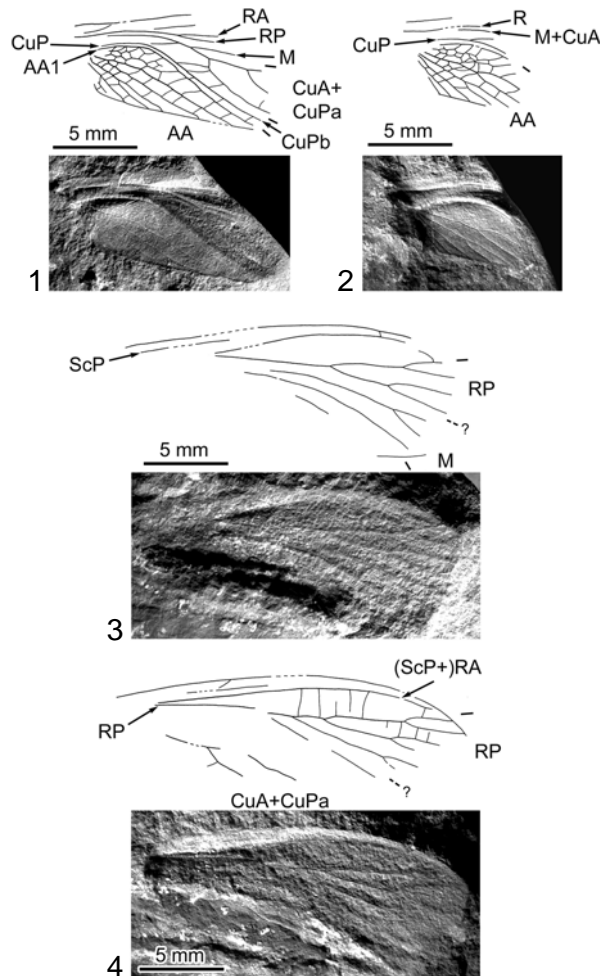 RA
RP
CuP
AA1
M
CuA+
CuPa
CuPb
AA
5 mm
1
R
M+CuA
CuP
AA
5 mm
2
ScP
RP
?
M
5 mm
3
(ScP+)RA
RP
RP
?
CuA+CuPa
5 mm
4